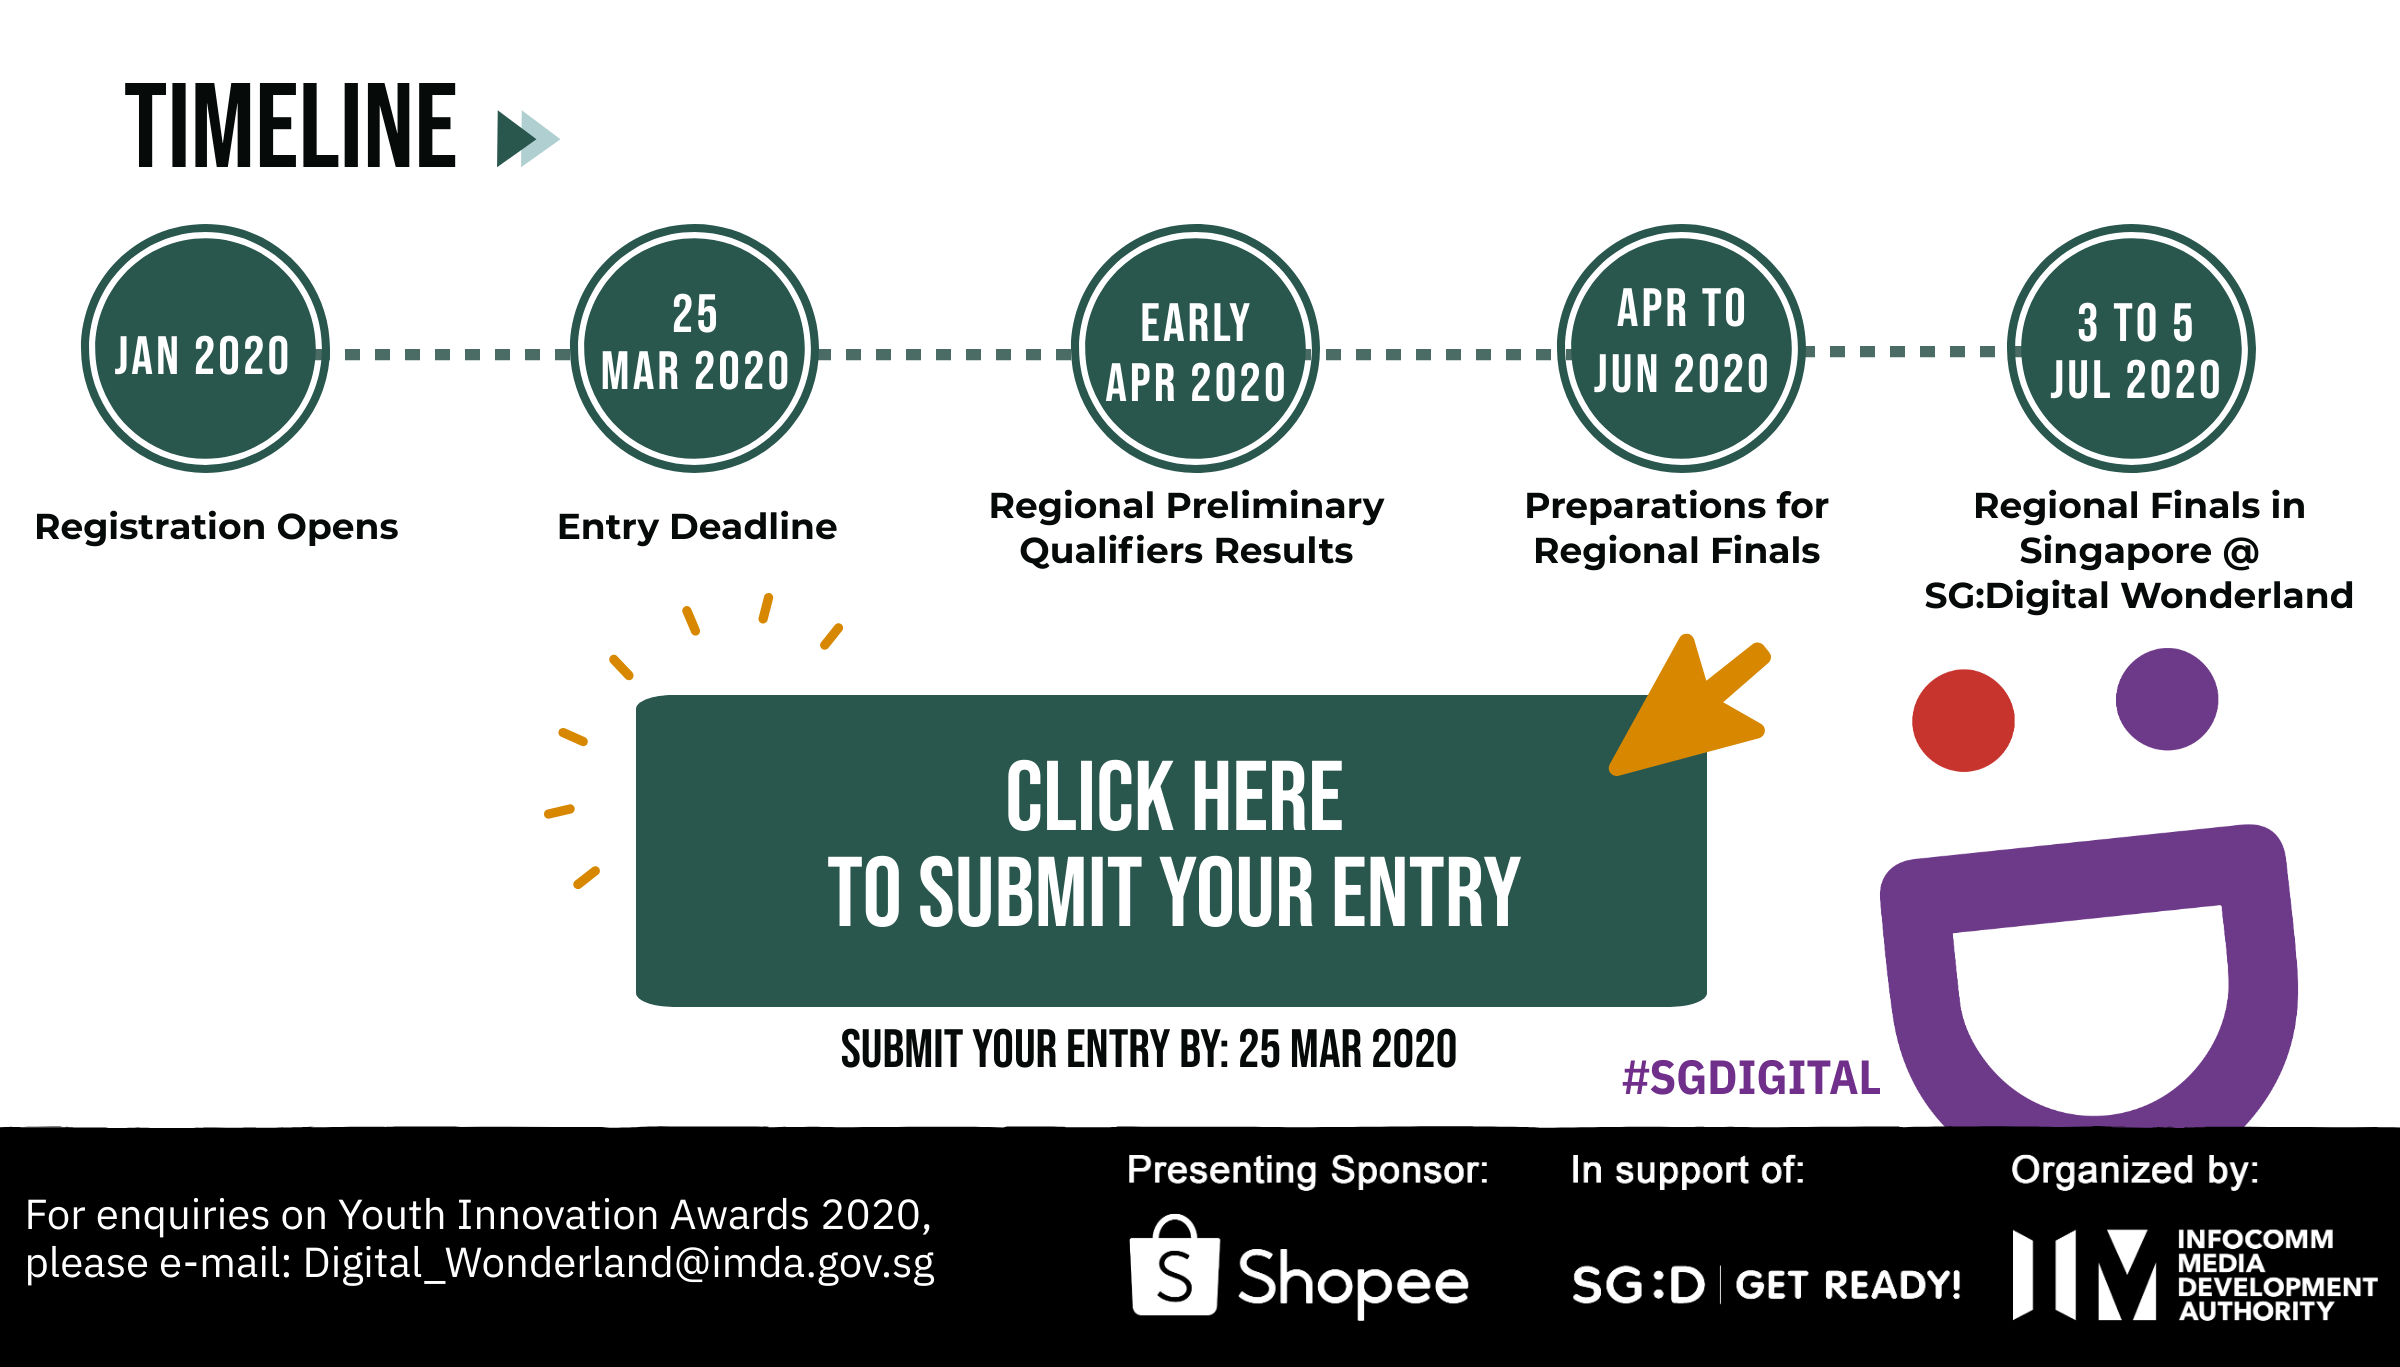 TIMELINE
JAN 2020
Registration Opens
25
MAR 2020
Entry Deadline
EARLY
APR 2020
Regional Preliminary
Qualifiers Results
APR TO
JUN 2020
Preparations for
Regional Finals
3 TO 5
JUL 2020
Regional Finals in
Singapore @
SG:Digital Wonderland
CLICK HERE
TO SUBMIT YOUR ENTRY
SUBMIT YOUR ENTRY BY: 25 MAR 2020
#SGDIGITAL
For enquiries on Youth Innovation Awards 2020,
please e-mail: Digital_Wonderland@imda.gov.sg
Presenting Sponsor:
S Shopee
In support of:
SG:D | GET READY!
Organized by:
INFOCOMM
MEDIA
DEVELOPMENT
AUTHORITY